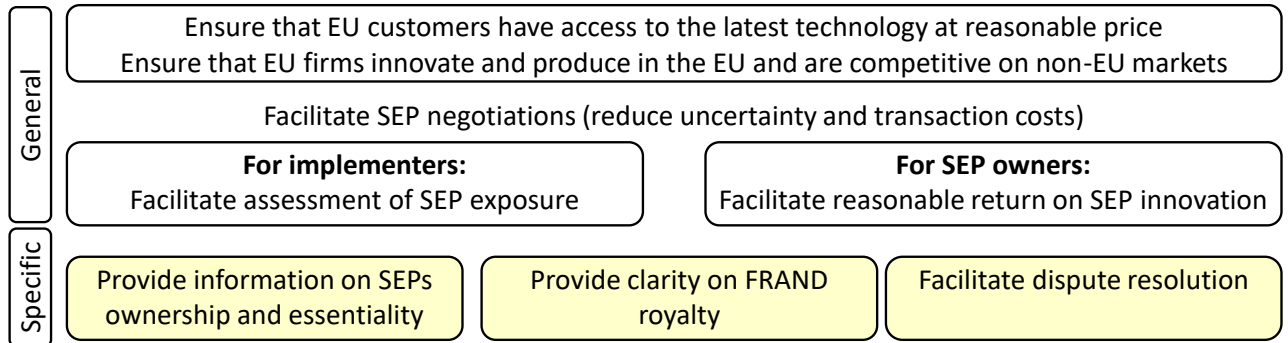 General
Ensure that EU customers have access to the latest technology at reasonable price
Ensure that EU firms innovate and produce in the EU and are competitive on non-EU markets
Facilitate SEP negotiations (reduce uncertainty and transaction costs)
For implementers:
Facilitate assessment of SEP exposure
For SEP owners:
Facilitate reasonable return on SEP innovation
Specific
Provide information on SEPs
ownership and essentiality
Provide clarity on FRAND
royalty
Facilitate dispute resolution